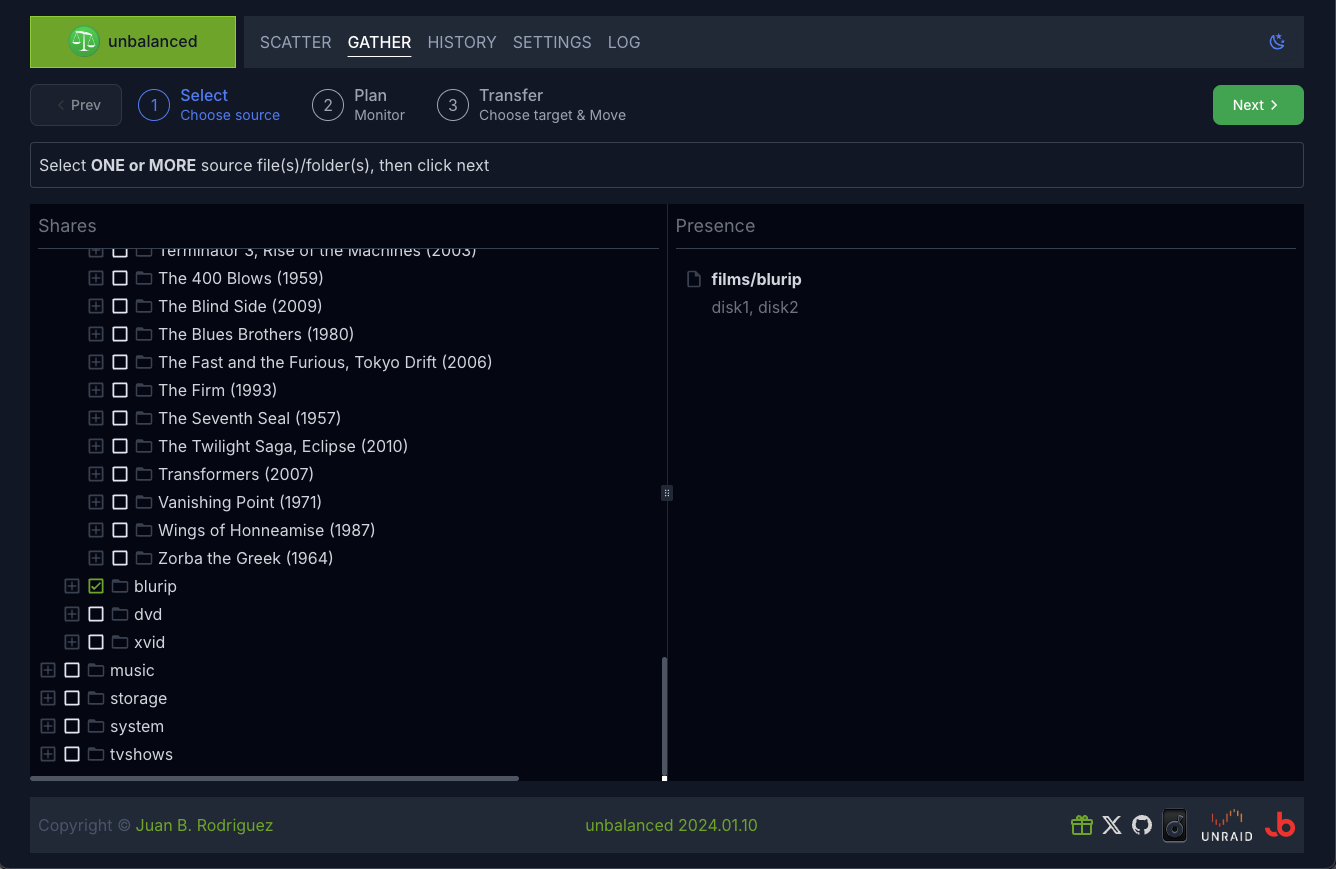 unbalanced
SCATTER GATHER HISTORY SETTINGS LOG
Prev
1 Select
Choose source
2 Plan
Monitor
3 Transfer
Choose target & Move
Next
Select ONE or MORE source file(s)/folder(s), then click next
Shares
Terminator 3, Rise of the Machines (2003)
The 400 Blows (1959)
The Blind Side (2009)
The Blues Brothers (1980)
The Fast and the Furious, Tokyo Drift (2006)
The Firm (1993)
The Seventh Seal (1957)
The Twilight Saga, Eclipse (2010)
Transformers (2007)
Vanishing Point (1971)
Wings of Honneamise (1987)
Zorba the Greek (1964)
blurip
dvd
xvid
music
storage
system
tvshows
Presence
films/blurip
disk1, disk2
Copyright © Juan B. Rodriguez
unbalanced 2024.01.10
UNRAID
jb